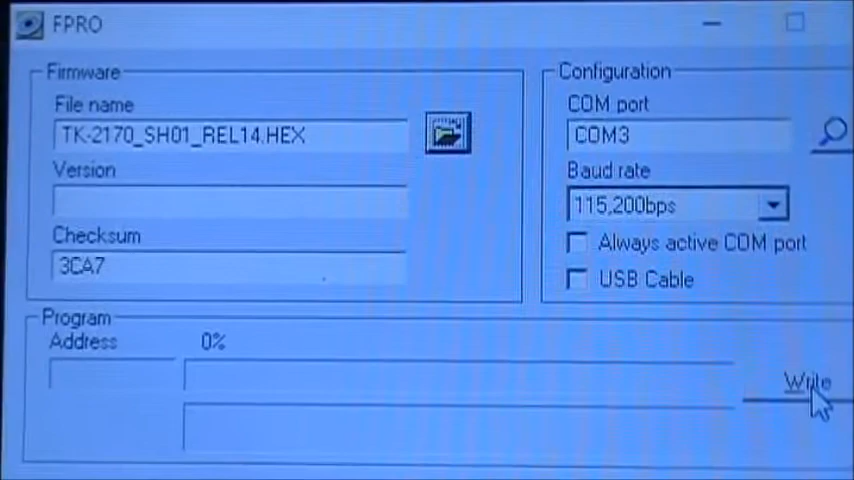 FPRO
Firmware
File name
TK-2170_SH01_REL14.HEX
Version
Checksum
3CA7
Configuration
COM port
COM3
Baud rate
115,200bps
Always active COM port
USB Cable
Program
Address
0%
Write